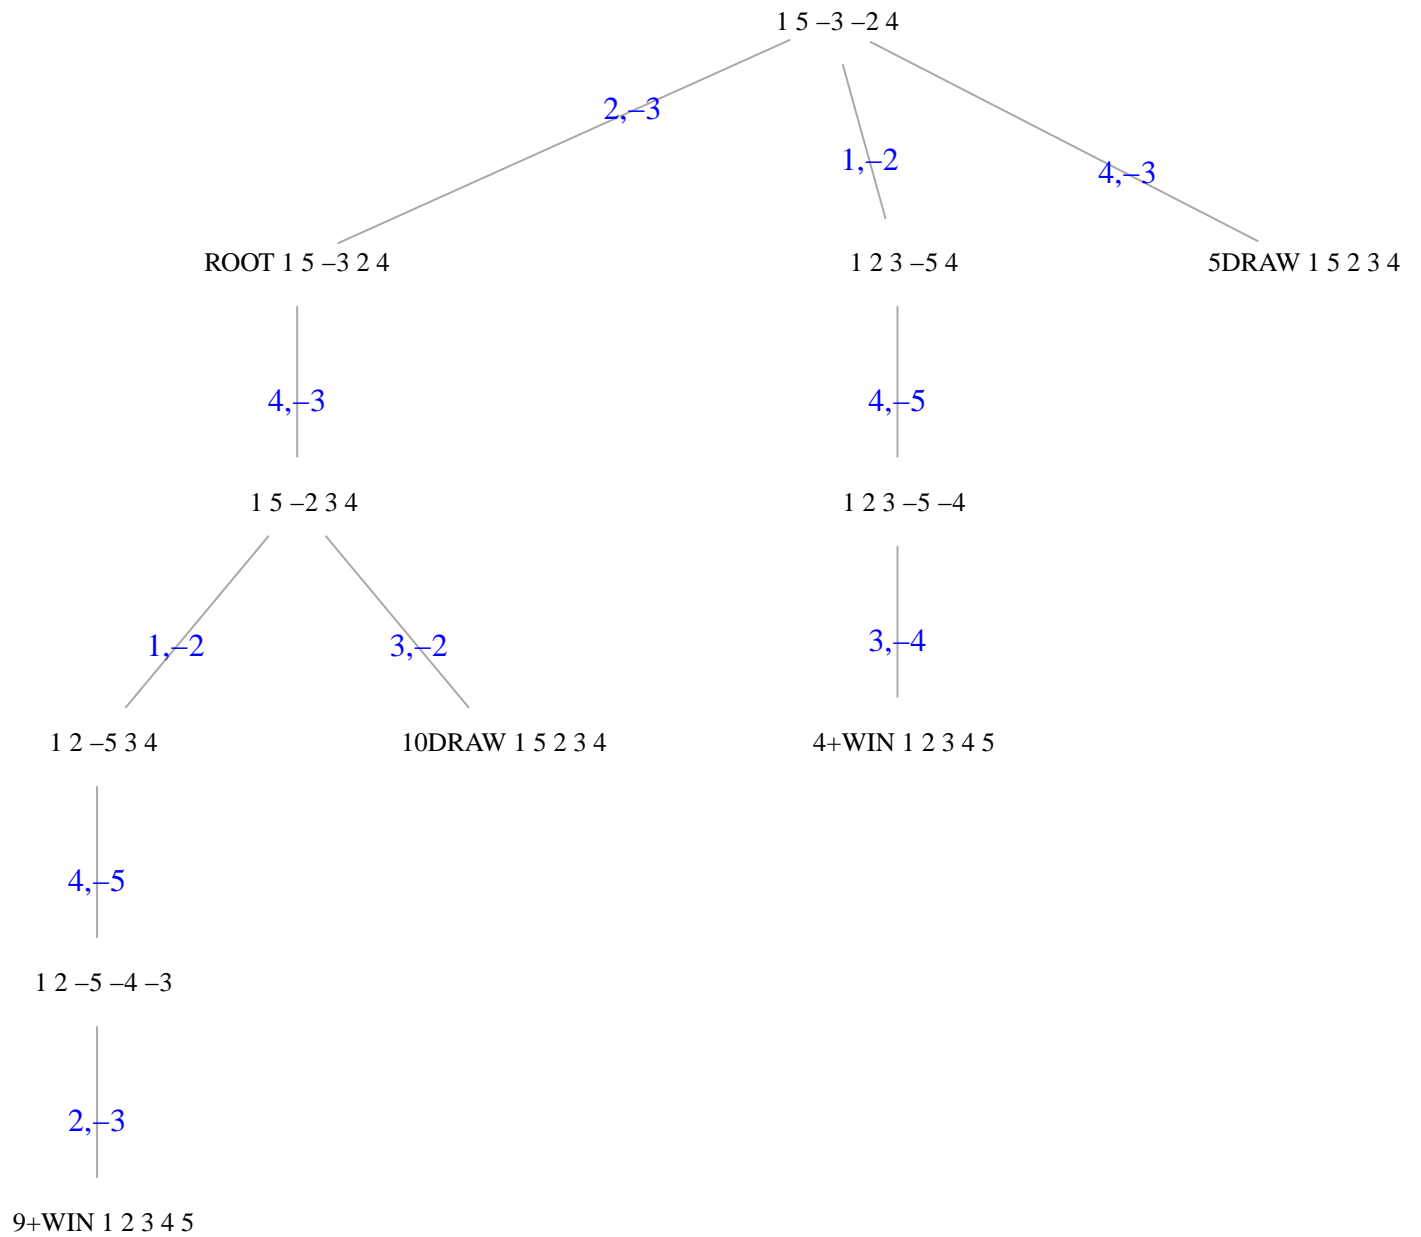 1 5 –3 –2 4
2,–3
1,–2
4,–3
ROOT 1 5 –3 2 4
1 2 3 –5 4
5DRAW 1 5 2 3 4
4,–3
4,–5
1 5 –2 3 4
1 2 3 –5 –4
1,–2
3,–2
3,–4
1 2 –5 3 4
10DRAW 1 5 2 3 4
4+WIN 1 2 3 4 5
4,–5
1 2 –5 –4 –3
2,–3
9+WIN 1 2 3 4 5